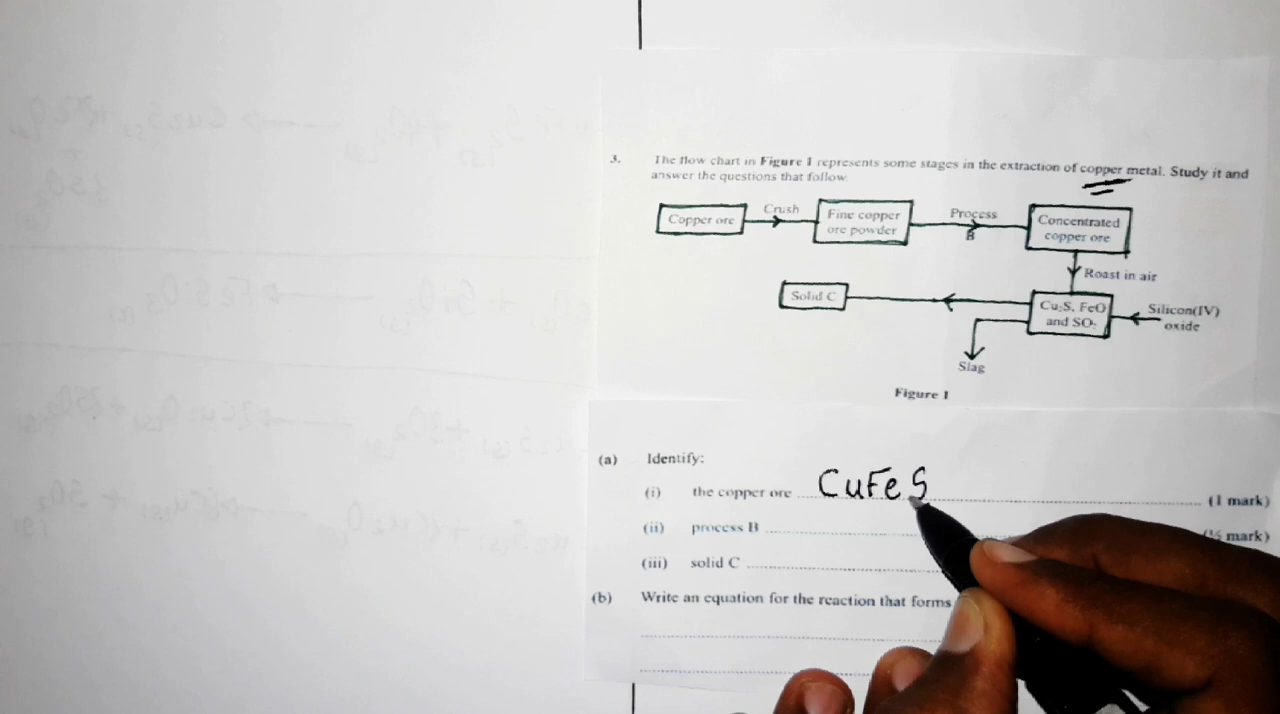 3. The flow chart in Figure 1 represents some stages in the extraction of copper metal. Study it and
answer the questions that follow.
Copper ore
Crush
Fine copper
ore powder
Process
B
Concentrated
copper ore
Roast in air
Solid C
Cu₂S, FeO
and SO₂
Silicon(IV)
oxide
Slag
Figure 1
(a) Identify:
(i) the copper ore CuFeS (1 mark)
(ii) process B (½ mark)
(iii) solid C
(b) Write an equation for the reaction that forms